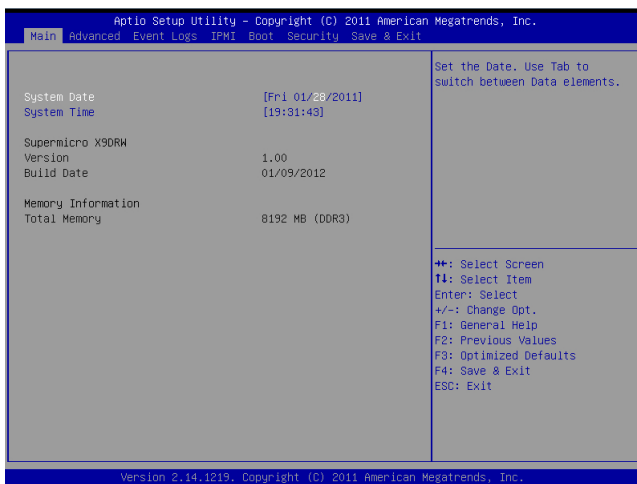 Aptio Setup Utility – Copyright (C) 2011 American Megatrends, Inc.
Main Advanced Event Logs IPMI Boot Security Save & Exit
System Date [Fri 01/28/2011]
System Time [19:31:43]
Supermicro X9DRW
Version 1.00
Build Date 01/09/2012
Memory Information
Total Memory 8192 MB (DDR3)
Set the Date. Use Tab to
switch between Data elements.
→←: Select Screen
↑↓: Select Item
Enter: Select
+/-: Change Opt.
F1: General Help
F2: Previous Values
F3: Optimized Defaults
F4: Save & Exit
ESC: Exit
Version 2.14.1219. Copyright (C) 2011 American Megatrends, Inc.